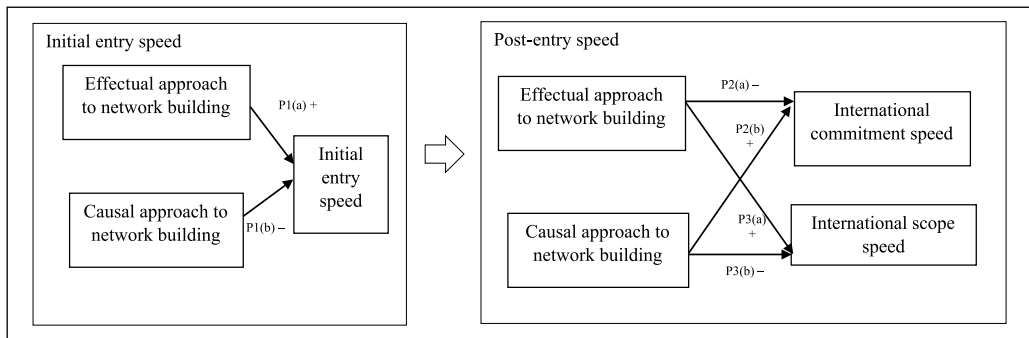 Initial entry speed
Effectual approach
to network building
P1(a) +
Initial
entry
speed
Causal approach to
network building
P1(b) –
Post-entry speed
Effectual approach
to network building
P2(a) –
P2(b)
+
International
commitment speed
Causal approach to
network building
P3(a)
+
P3(b) –
International scope
speed